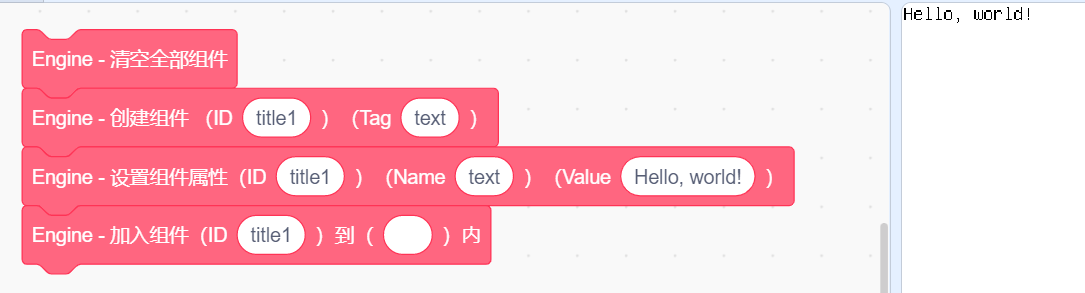 Engine - 清空全部组件
Engine - 创建组件 (ID title1 ) (Tag text )
Engine - 设置组件属性 (ID title1 ) (Name text ) (Value Hello, world! )
Engine - 加入组件 (ID title1 ) 到 ( ) 内
Hello, world!